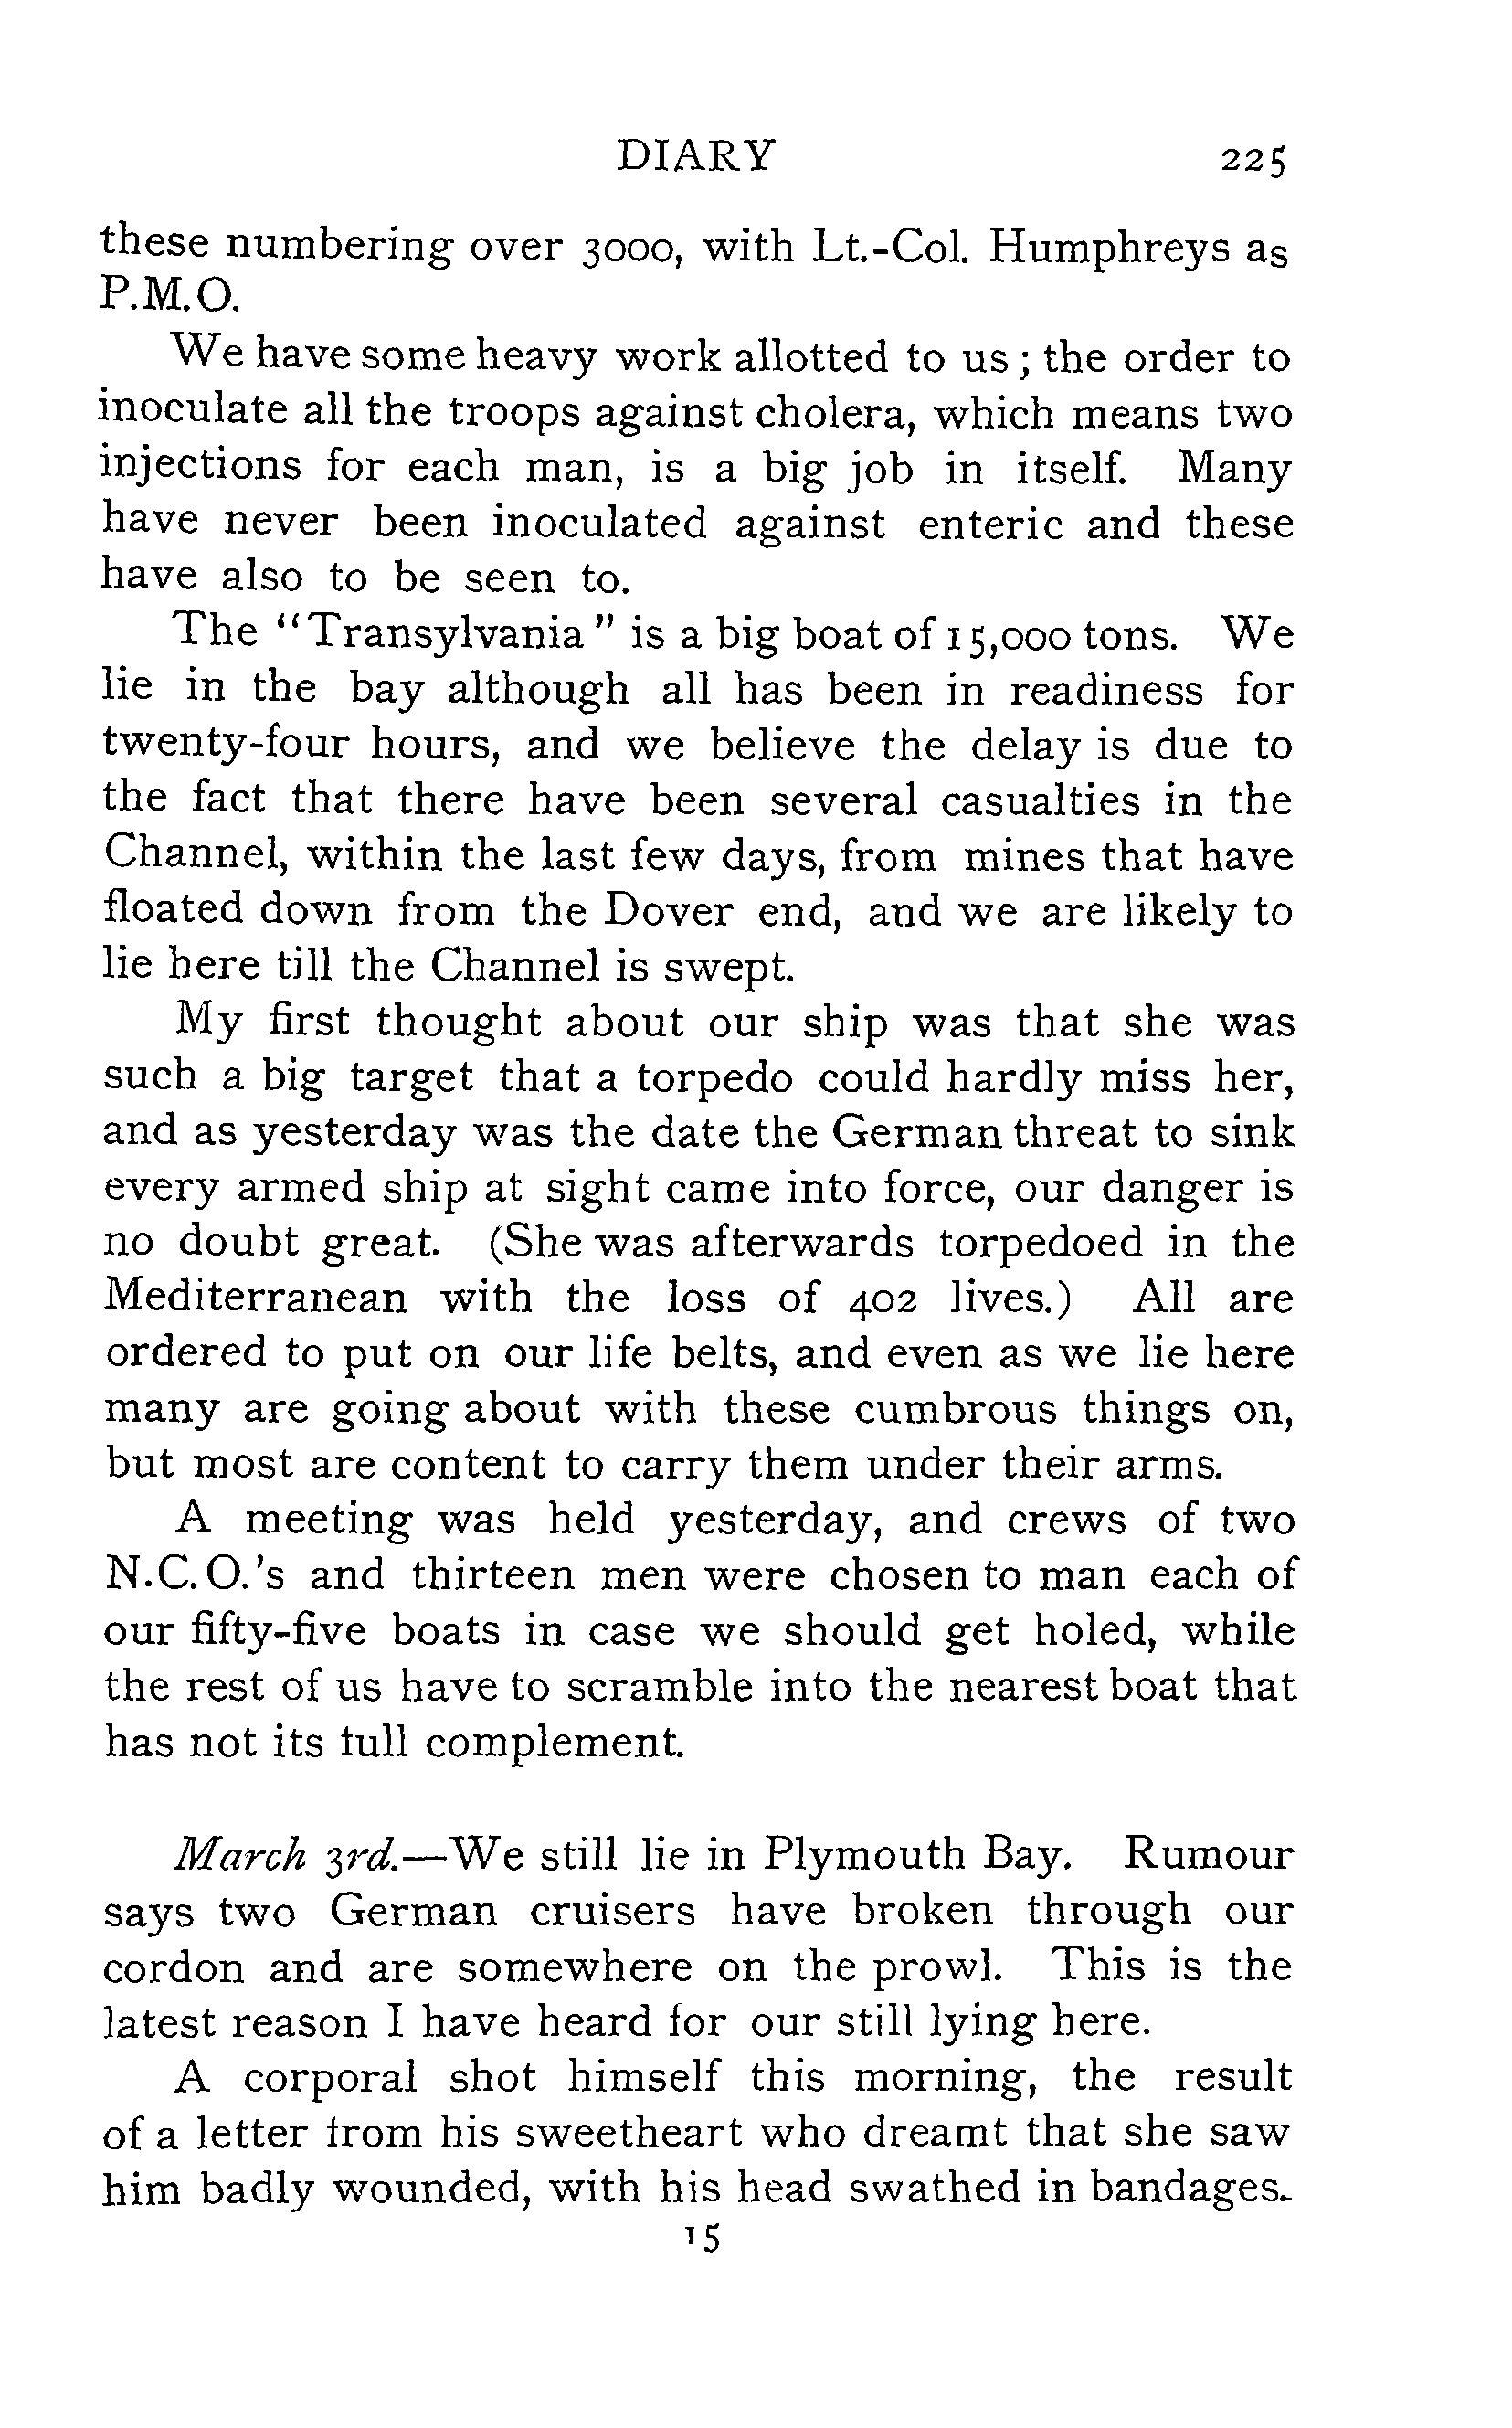 DIARY 225
these numbering over 3000, with Lt.-Col. Humphreys as
P.M.O.
We have some heavy work allotted to us; the order to
inoculate all the troops against cholera, which means two
injections for each man, is a big job in itself. Many
have never been inoculated against enteric and these
have also to be seen to.
The "Transylvania" is a big boat of 15,000 tons. We
lie in the bay although all has been in readiness for
twenty-four hours, and we believe the delay is due to
the fact that there have been several casualties in the
Channel, within the last few days, from mines that have
floated down from the Dover end, and we are likely to
lie here till the Channel is swept.
My first thought about our ship was that she was
such a big target that a torpedo could hardly miss her,
and as yesterday was the date the German threat to sink
every armed ship at sight came into force, our danger is
no doubt great. (She was afterwards torpedoed in the
Mediterranean with the loss of 402 lives.) All are
ordered to put on our life belts, and even as we lie here
many are going about with these cumbrous things on,
but most are content to carry them under their arms.
A meeting was held yesterday, and crews of two
N.C.O.'s and thirteen men were chosen to man each of
our fifty-five boats in case we should get holed, while
the rest of us have to scramble into the nearest boat that
has not its full complement.
March 3rd.—We still lie in Plymouth Bay. Rumour
says two German cruisers have broken through our
cordon and are somewhere on the prowl. This is the
latest reason I have heard for our still lying here.
A corporal shot himself this morning, the result
of a letter from his sweetheart who dreamt that she saw
him badly wounded, with his head swathed in bandages.
15